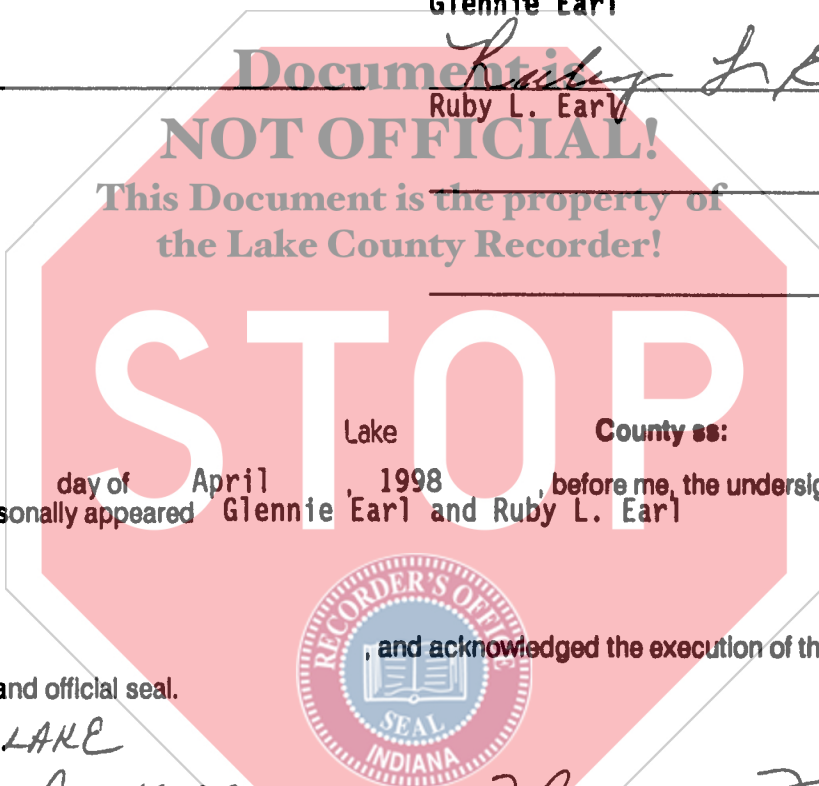 Glennie Earl
Document is
Ruby L
Ruby L. Earl
NOT OFFICIAL!
This Document is the property of
the Lake County Recorder!
STOP
Lake County ss:
day of April , 1998 , before me, the undersig
sonally appeared Glennie Earl and Ruby L. Earl
RECORDER'S OFFICE
, and acknowledged the execution of th
and official seal.
SEAL
LAKE
INDIANA